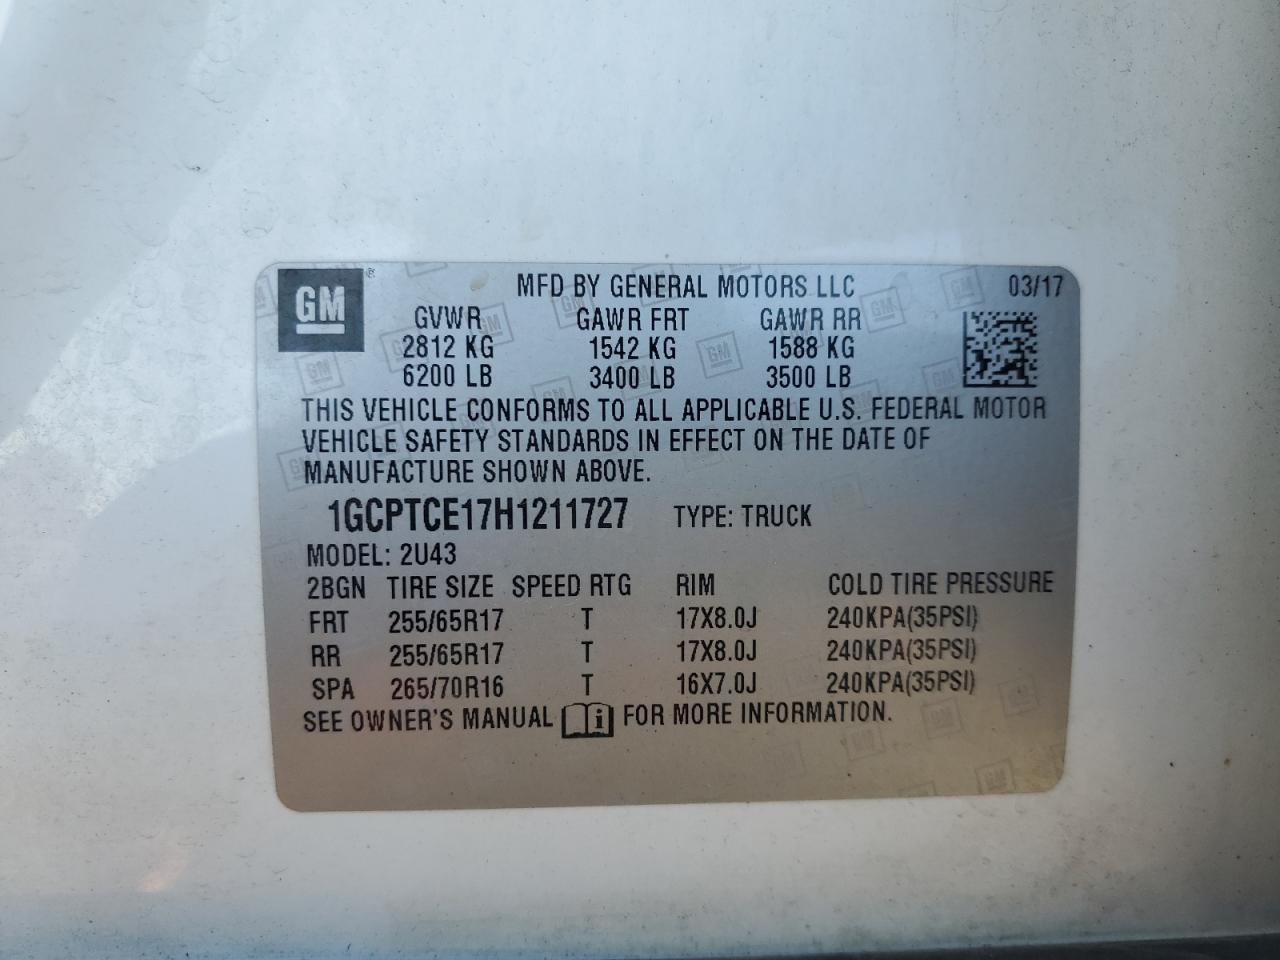 GM ®
MFD BY GENERAL MOTORS LLC 03/17
GVWR GAWR FRT GAWR RR
2812 KG 1542 KG 1588 KG
6200 LB 3400 LB 3500 LB
THIS VEHICLE CONFORMS TO ALL APPLICABLE U.S. FEDERAL MOTOR
VEHICLE SAFETY STANDARDS IN EFFECT ON THE DATE OF
MANUFACTURE SHOWN ABOVE.
1GCPTCE17H1211727 TYPE: TRUCK
MODEL: 2U43
2BGN TIRE SIZE SPEED RTG RIM COLD TIRE PRESSURE
FRT 255/65R17 T 17X8.0J 240KPA(35PSI)
RR 255/65R17 T 17X8.0J 240KPA(35PSI)
SPA 265/70R16 T 16X7.0J 240KPA(35PSI)
SEE OWNER'S MANUAL i FOR MORE INFORMATION.